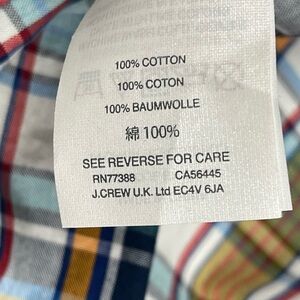 100% COTTON
100% COTON
100% BAUMWOLLE
綿 100%
SEE REVERSE FOR CARE
RN77388 CA56445
J.CREW U.K. Ltd EC4V 6JA